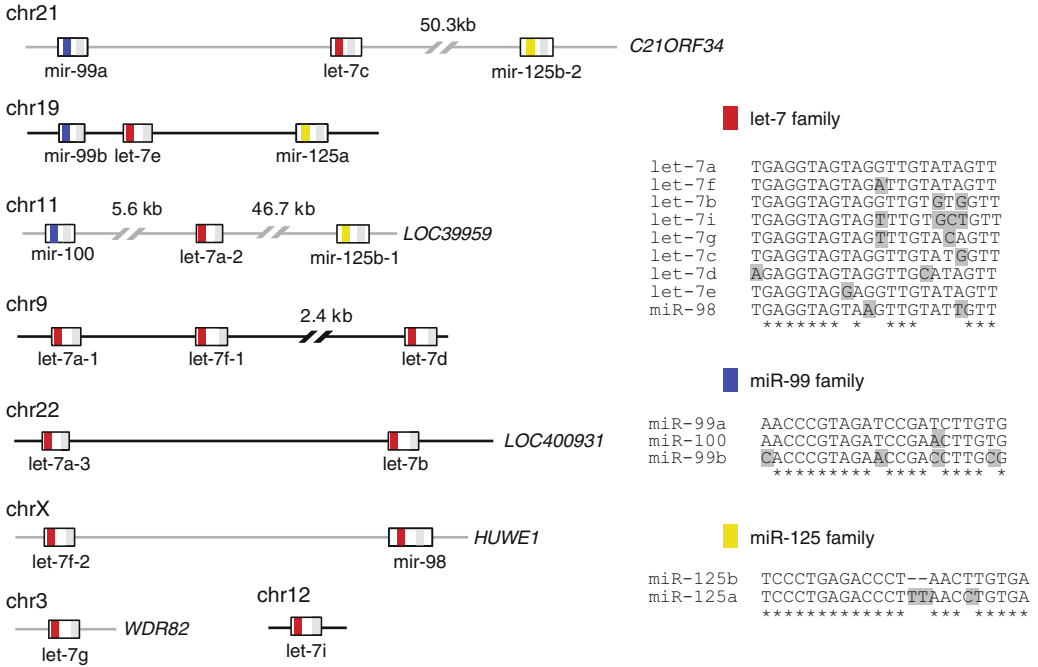 chr21
50.3kb
C21ORF34
mir-99a
let-7c
mir-125b-2
chr19
mir-99b
let-7e
mir-125a
chr11
5.6 kb
46.7 kb
LOC39959
mir-100
let-7a-2
mir-125b-1
chr9
2.4 kb
let-7a-1
let-7f-1
let-7d
chr22
LOC400931
let-7a-3
let-7b
chrX
HUWE1
let-7f-2
mir-98
chr3
WDR82
let-7g
chr12
let-7i
let-7 family
let-7a TGAGGTAGTAGGTTGTATAGTT
let-7f TGAGGTAGTAGATTGTATAGTT
let-7b TGAGGTAGTAGGTTGTGTGGTT
let-7i TGAGGTAGTAGTTTGTGCTGTT
let-7g TGAGGTAGTAGTTTGTACAGTT
let-7c TGAGGTAGTAGGTTGTATGGTT
let-7d AGAGGTAGTAGGTTGCATAGTT
let-7e TGAGGTAGGAGGTTGTATAGTT
miR-98 TGAGGTAGTAAGTTGTATTGTT
******* * *** ***
miR-99 family
miR-99a AACCCGTAGATCCGATCTTGTG
miR-100 AACCCGTAGATCCGAACTTGTG
miR-99b CACCCGTAGAACCGACCTTGCG
********* **** **** *
miR-125 family
miR-125b TCCCTGAGACCCT--AACTTGTGA
miR-125a TCCCTGAGACCCTTTAACCTGTGA
************* *** *****